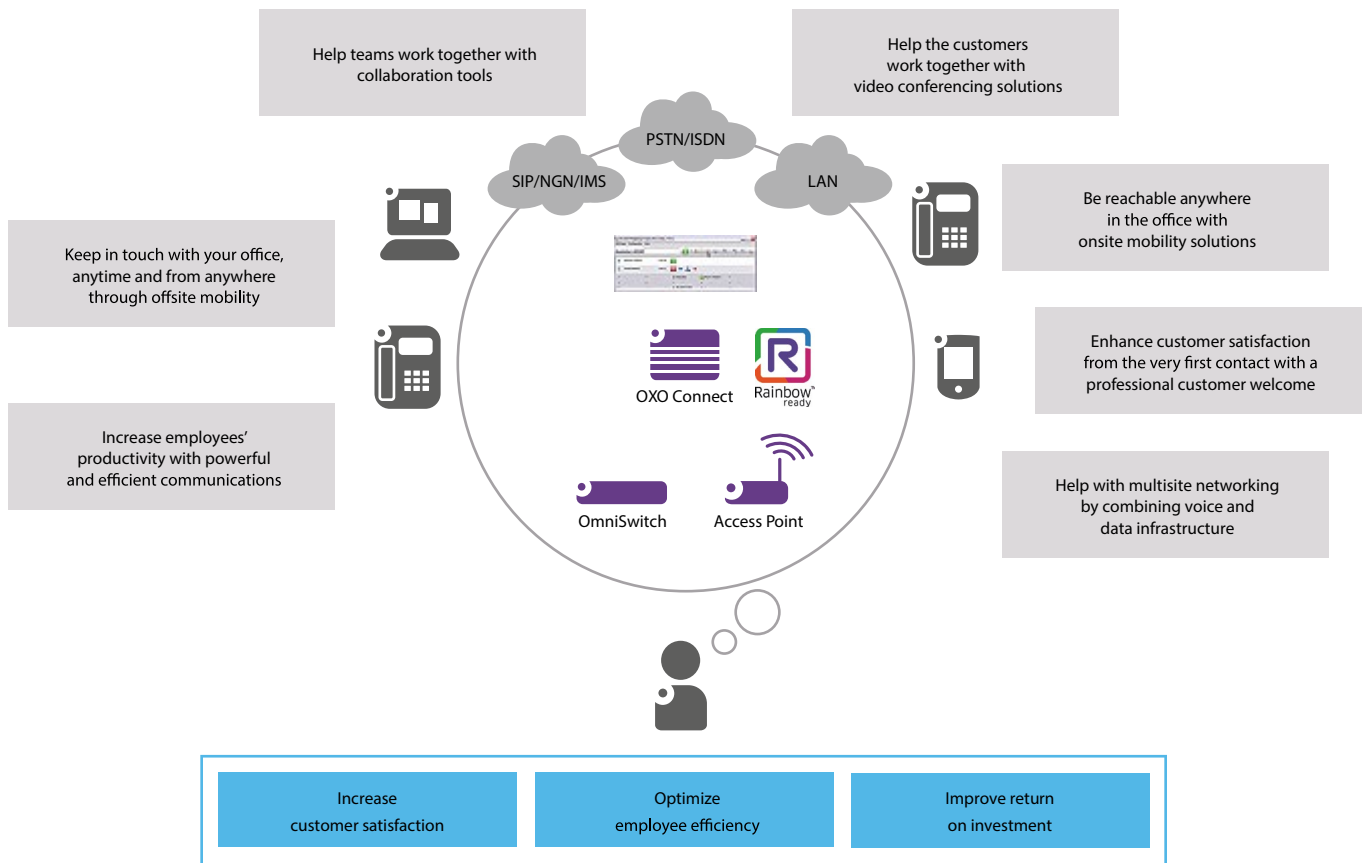 Help teams work together with
collaboration tools
Help the customers
work together with
video conferencing solutions
PSTN/ISDN
SIP/NGN/IMS
LAN
Be reachable anywhere
in the office with
onsite mobility solutions
Keep in touch with your office,
anytime and from anywhere
through offsite mobility
Enhance customer satisfaction
from the very first contact with a
professional customer welcome
OXO Connect
R
Rainbow™
ready
Increase employees’
productivity with powerful
and efficient communications
Help with multisite networking
by combining voice and
data infrastructure
OmniSwitch
Access Point
Increase
customer satisfaction
Optimize
employee efficiency
Improve return
on investment